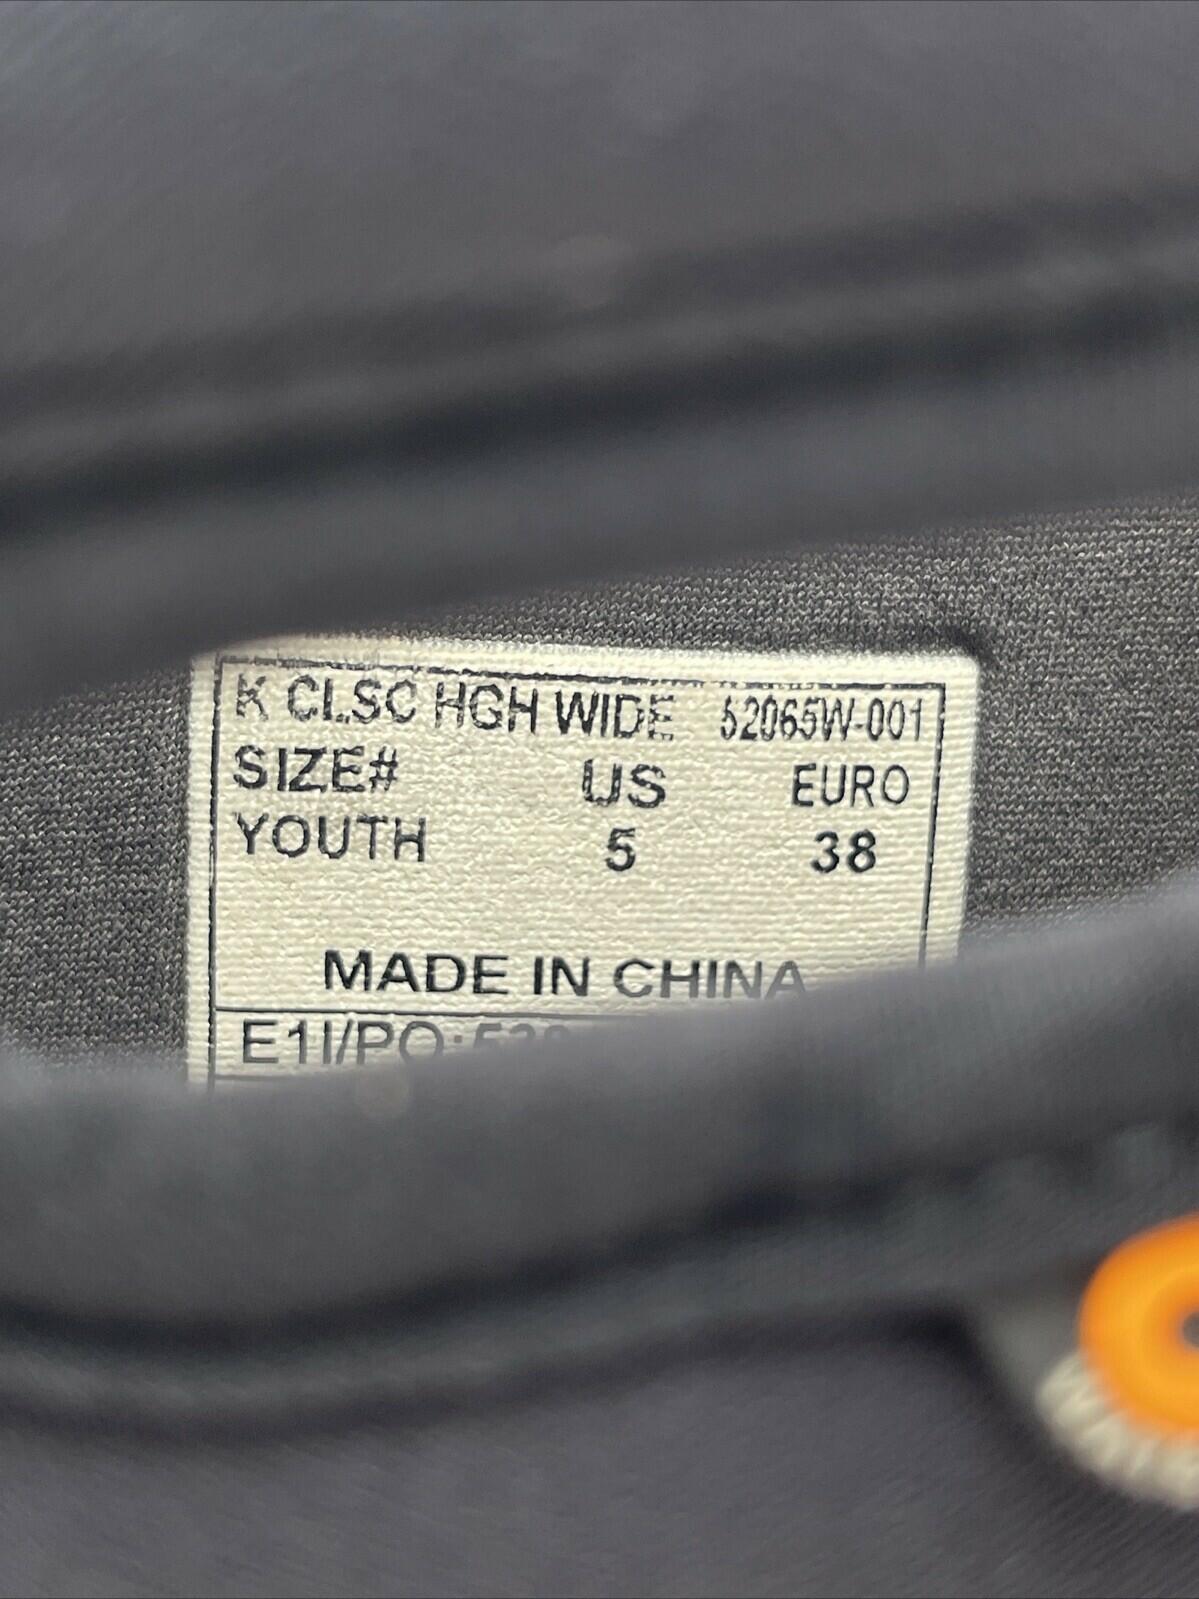 K CLSC HGH WIDE 52065W-001
SIZE# US EURO
YOUTH 5 38
MADE IN CHINA
E1I/PO: